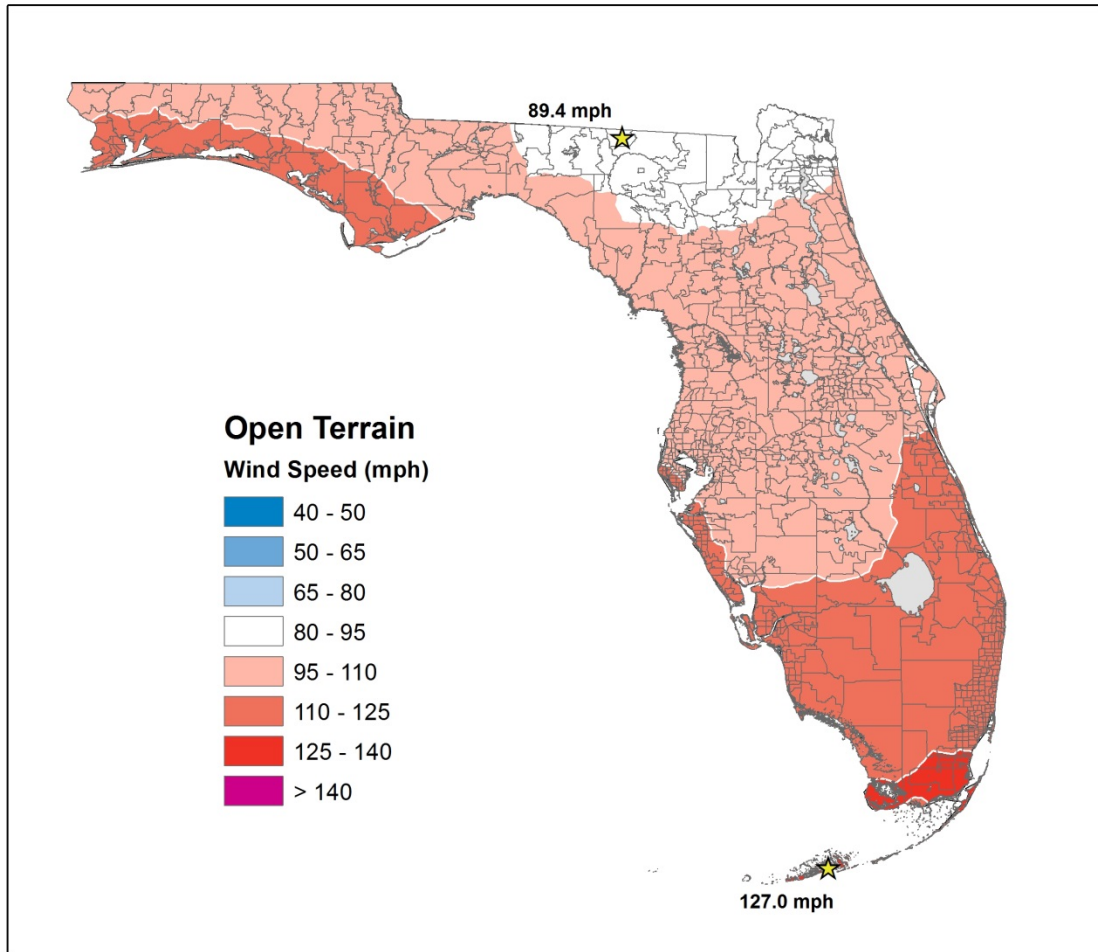 89.4 mph
Open Terrain
Wind Speed (mph)
40 - 50
50 - 65
65 - 80
80 - 95
95 - 110
110 - 125
125 - 140
> 140
127.0 mph